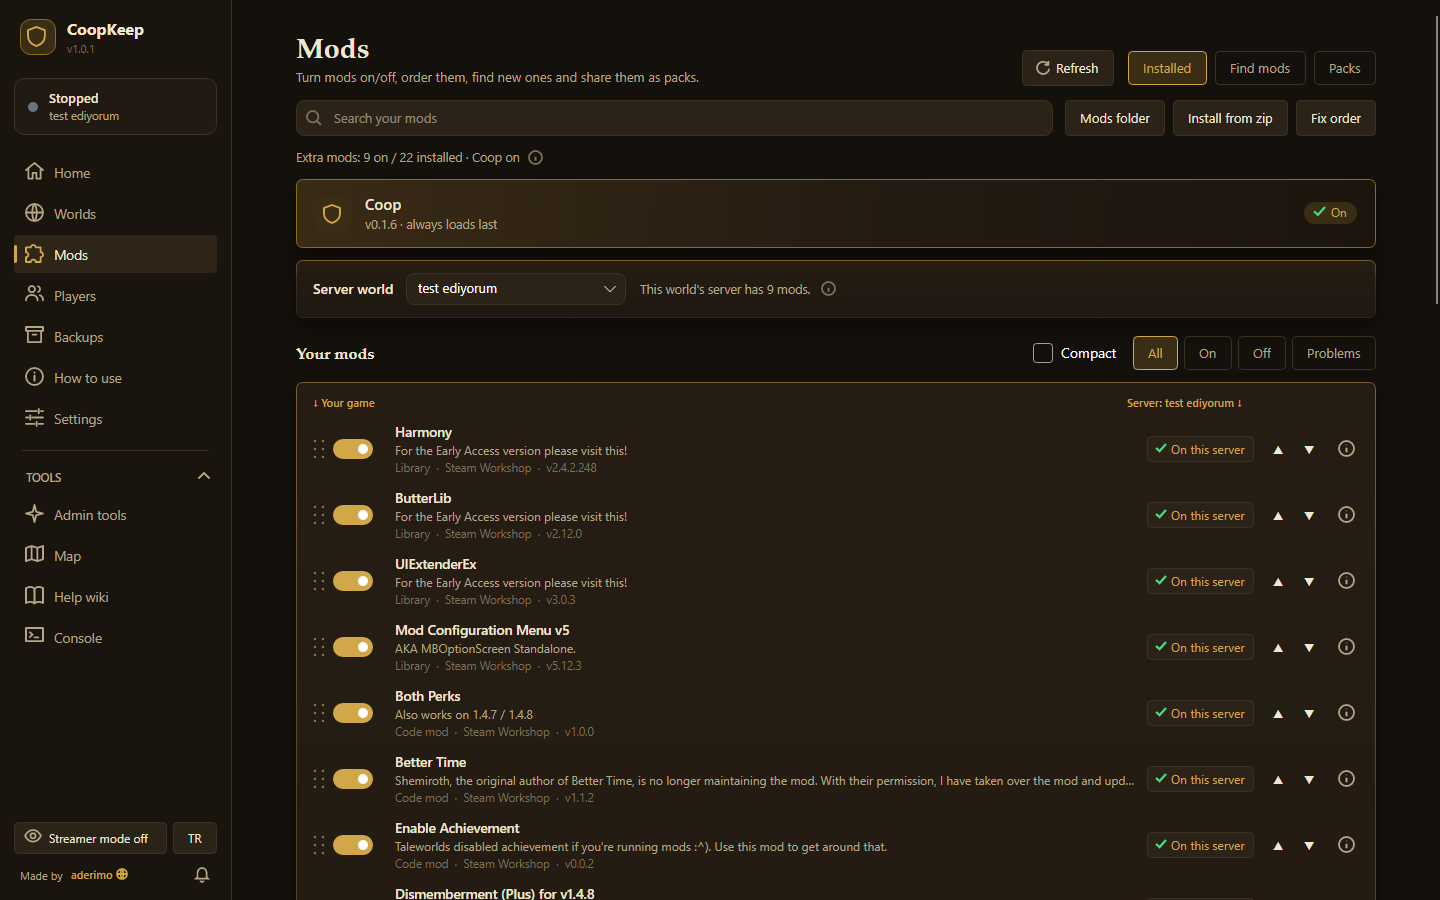 CoopKeep
v1.0.1
Stopped
test ediyorum
Home
Worlds
Mods
Players
Backups
How to use
Settings
TOOLS
Admin tools
Map
Help wiki
Console
Streamer mode off
TR
Made by aderimo
Mods
Turn mods on/off, order them, find new ones and share them as packs.
Refresh
Installed
Find mods
Packs
Search your mods
Mods folder
Install from zip
Fix order
Extra mods: 9 on / 22 installed · Coop on
Coop
v0.1.6 · always loads last
On
Server world
test ediyorum
This world's server has 9 mods.
Your mods
Compact
All
On
Off
Problems
↓ Your game
Server: test ediyorum ↓
Harmony
For the Early Access version please visit this!
Library · Steam Workshop · v2.4.2.248
On this server
ButterLib
For the Early Access version please visit this!
Library · Steam Workshop · v2.12.0
On this server
UIExtenderEx
For the Early Access version please visit this!
Library · Steam Workshop · v3.0.3
On this server
Mod Configuration Menu v5
AKA MBOptionScreen Standalone.
Library · Steam Workshop · v5.12.3
On this server
Both Perks
Also works on 1.4.7 / 1.4.8
Code mod · Steam Workshop · v1.0.0
On this server
Better Time
Shemiroth, the original author of Better Time, is no longer maintaining the mod. With their permission, I have taken over the mod and upd...
Code mod · Steam Workshop · v1.1.2
On this server
Enable Achievement
Taleworlds disabled achievement if you're running mods :^). Use this mod to get around that.
Code mod · Steam Workshop · v0.0.2
On this server
Dismemberment (Plus) for v1.4.8